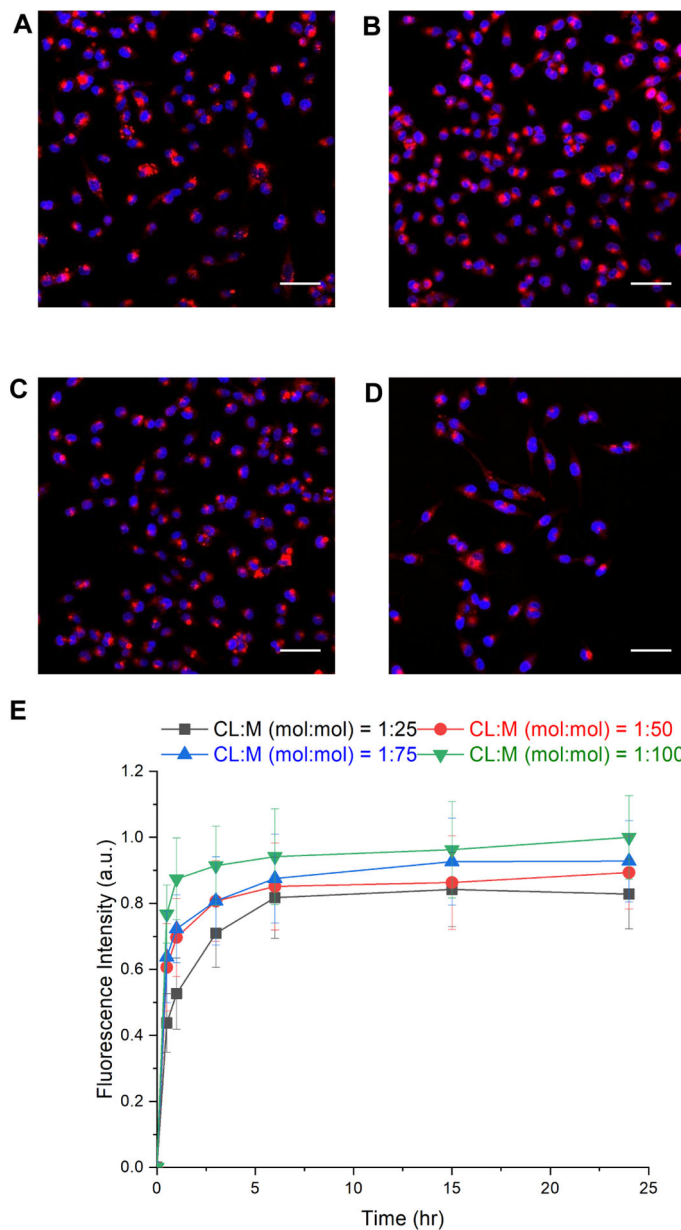 A
B
C
D
E
CL:M (mol:mol) = 1:25 CL:M (mol:mol) = 1:50
CL:M (mol:mol) = 1:75 CL:M (mol:mol) = 1:100
1.2
1.0
0.8
0.6
0.4
0.2
0.0
Fluorescence Intensity (a.u.)
0 5 10 15 20 25
Time (hr)